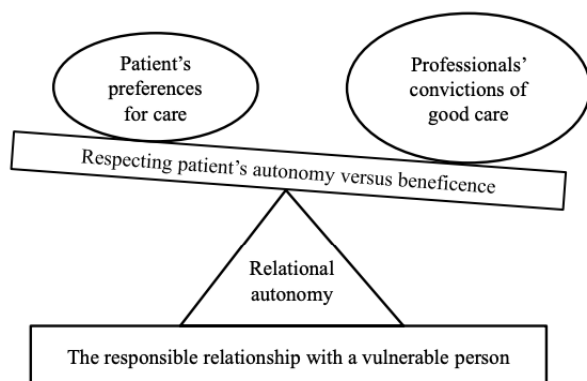 Patient's
preferences
for care
Professionals'
convictions of
good care
Respecting patient's autonomy versus beneficence
Relational
autonomy
The responsible relationship with a vulnerable person